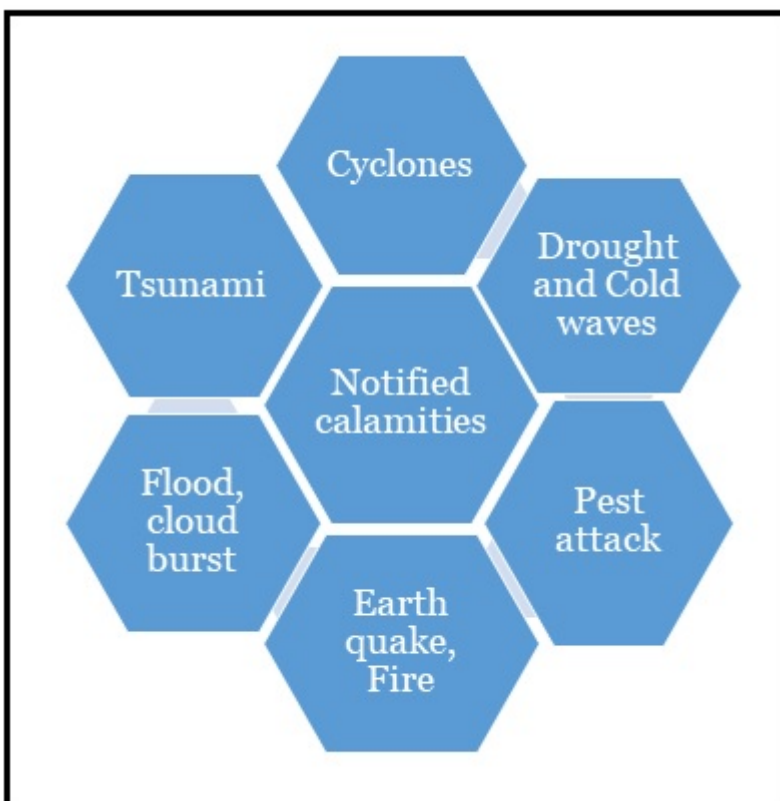 Cyclones
Drought
and Cold
waves
Tsunami
Notified
calamities
Pest
attack
Flood,
cloud
burst
Earth
quake,
Fire